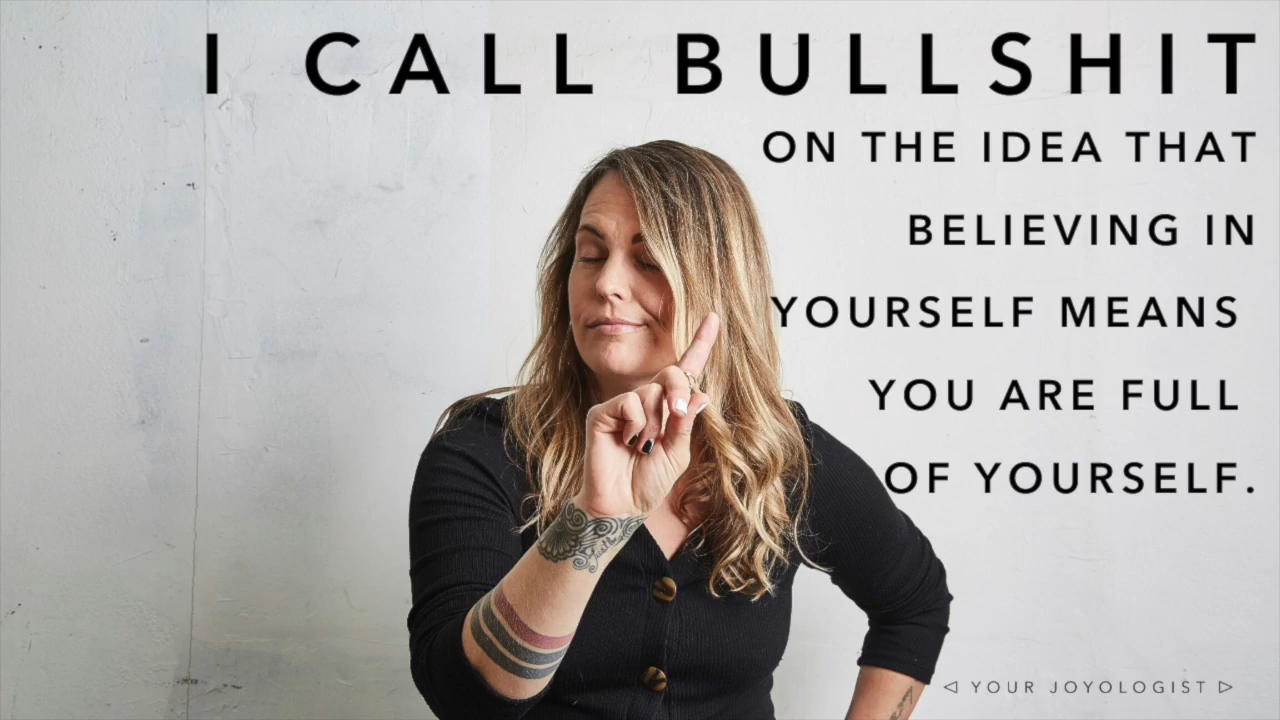 I CALL BULLSHIT
ON THE IDEA THAT
BELIEVING IN
YOURSELF MEANS
YOU ARE FULL
OF YOURSELF.
◁ YOUR JOYOLOGIST ▷